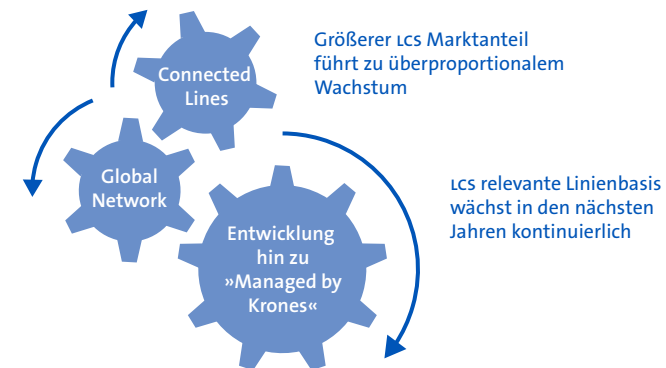 Größerer LCS Marktanteil
führt zu überproportionalem
Wachstum
Connected
Lines
Global
Network
LCS relevante Linienbasis
wächst in den nächsten
Jahren kontinuierlich
Entwicklung
hin zu
»Managed by
Krones«